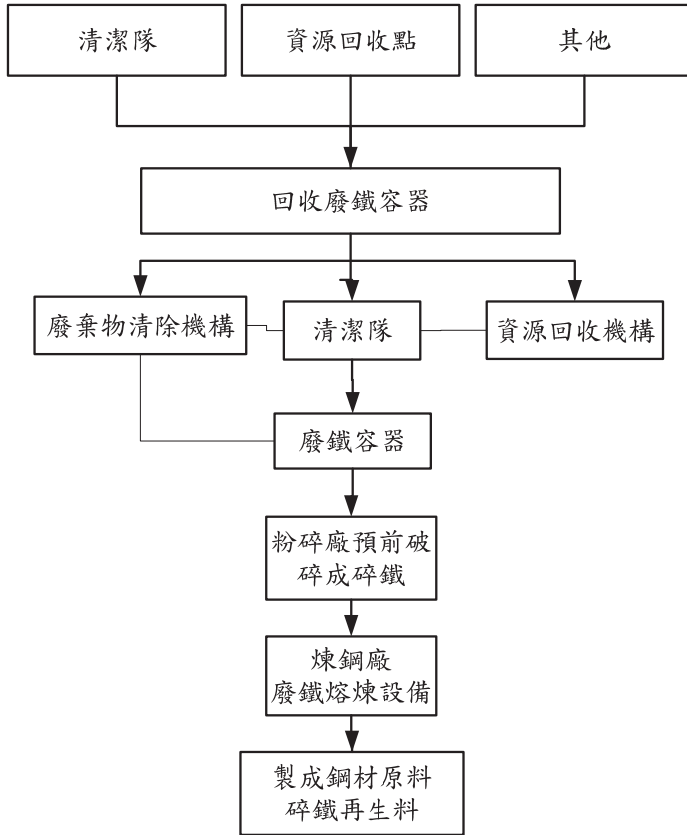 清潔隊
資源回收點
其他
回收廢鐵容器
廢棄物清除機構
清潔隊
資源回收機構
廢鐵容器
粉碎廠預前破
碎成碎鐵
煉鋼廠
廢鐵熔煉設備
製成鋼材原料
碎鐵再生料